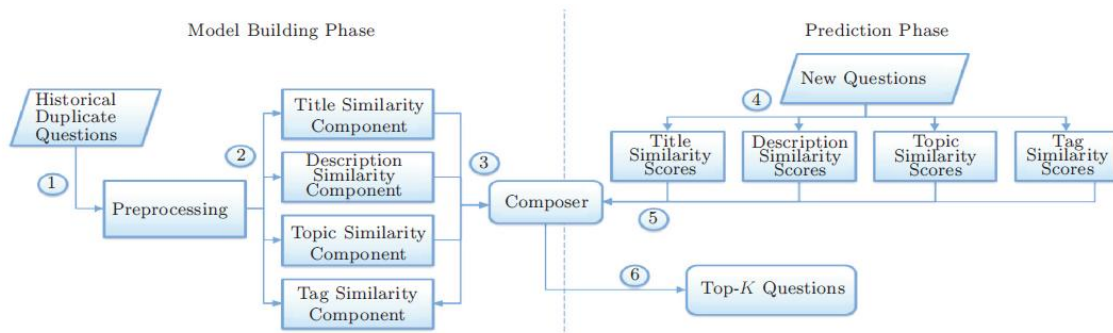 Model Building Phase
Prediction Phase
Historical
Duplicate
Questions
1
Preprocessing
2
Title Similarity
Component
Description
Similarity
Component
Topic Similarity
Component
Tag Similarity
Component
3
Composer
New Questions
4
Title
Similarity
Scores
Description
Similarity
Scores
Topic
Similarity
Scores
Tag
Similarity
Scores
5
6
Top-K Questions